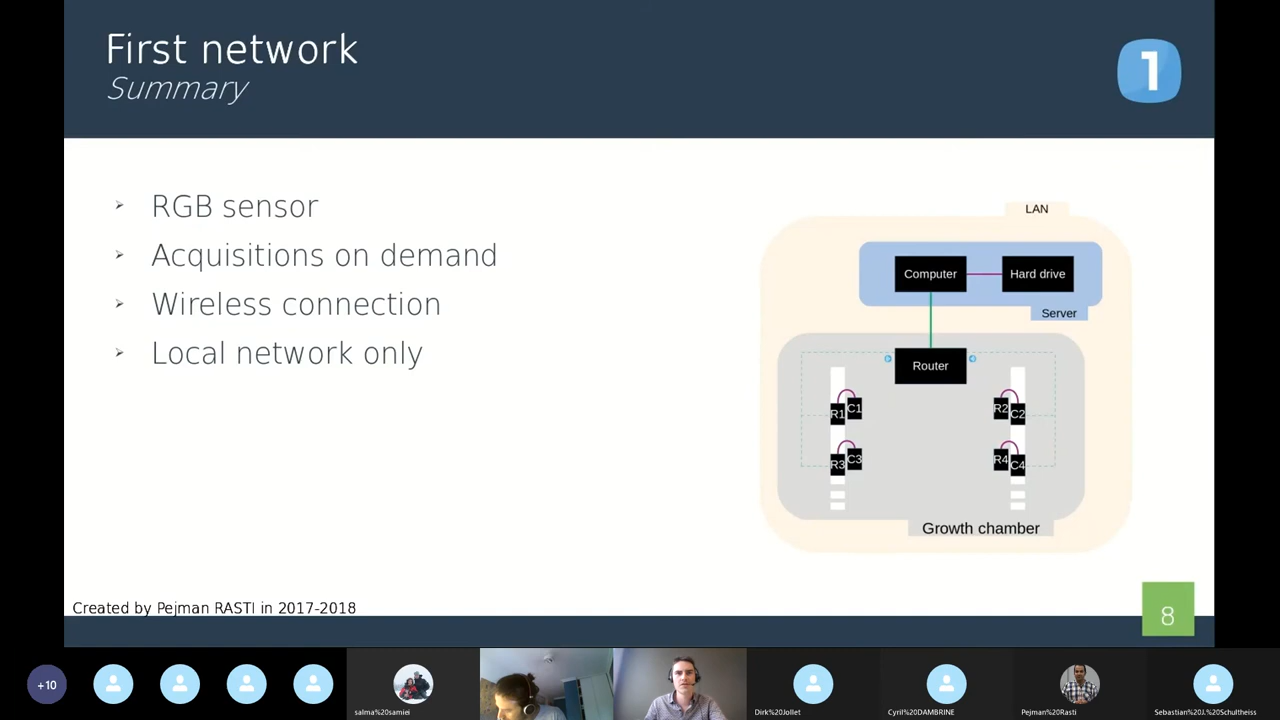 First network
Summary
1
RGB sensor
Acquisitions on demand
Wireless connection
Local network only
LAN
Computer
Hard drive
Server
Router
R1 C1
R2 C2
R3 C3
R4 C4
Growth chamber
Created by Pejman RASTI in 2017-2018
8
+10
salma%20samiei
Dirk%20Jollet
Cyril%20DAMBRINE
Pejman%20Rasti
Sebastian%20J.%20Schultheiss